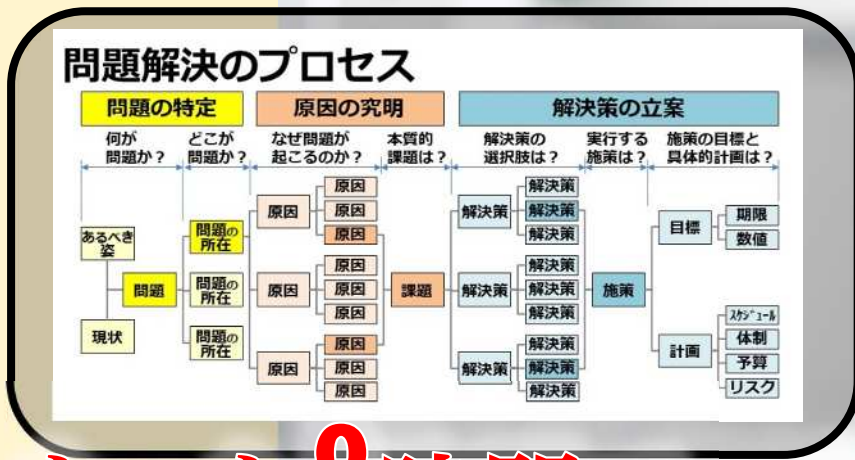 問題解決のプロセス
問題の特定 原因の究明 解決策の立案
何が
問題か？
どこが
問題か？
なぜ問題が
起こるのか？
本質的
課題は？
解決策の
選択肢は？
実行する
施策は？
施策の目標と
具体的計画は？
あるべき
姿
現状
問題
問題の
所在
問題の
所在
問題の
所在
原因
原因
原因
原因
原因
原因
原因
原因
原因
原因
原因
原因
課題
解決策
解決策
解決策
解決策
解決策
解決策
解決策
解決策
解決策
解決策
解決策
解決策
施策
目標
期限
数値
計画
ｽｹｼﾞｭｰﾙ
体制
予算
リスク